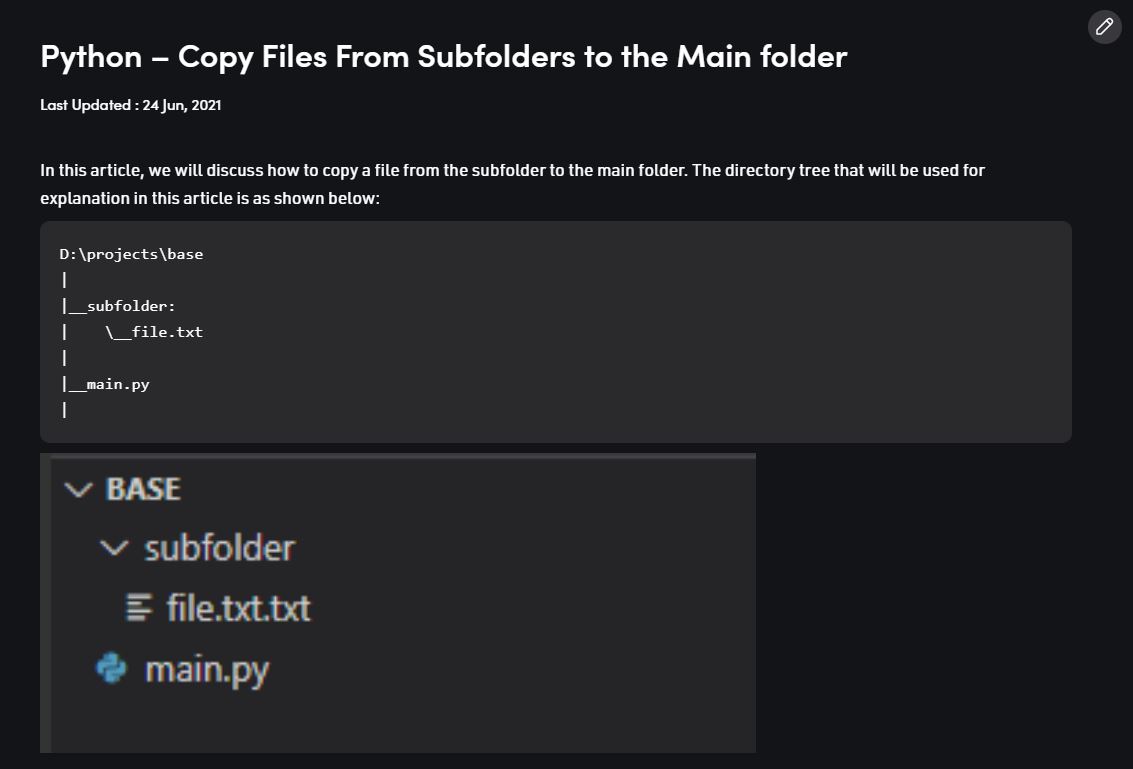 Python – Copy Files From Subfolders to the Main folder
Last Updated : 24 Jun, 2021
In this article, we will discuss how to copy a file from the subfolder to the main folder. The directory tree that will be used for
explanation in this article is as shown below:
D:\projects\base
|
|__subfolder:
|    \__file.txt
|
|__main.py
|
BASE
subfolder
file.txt.txt
main.py